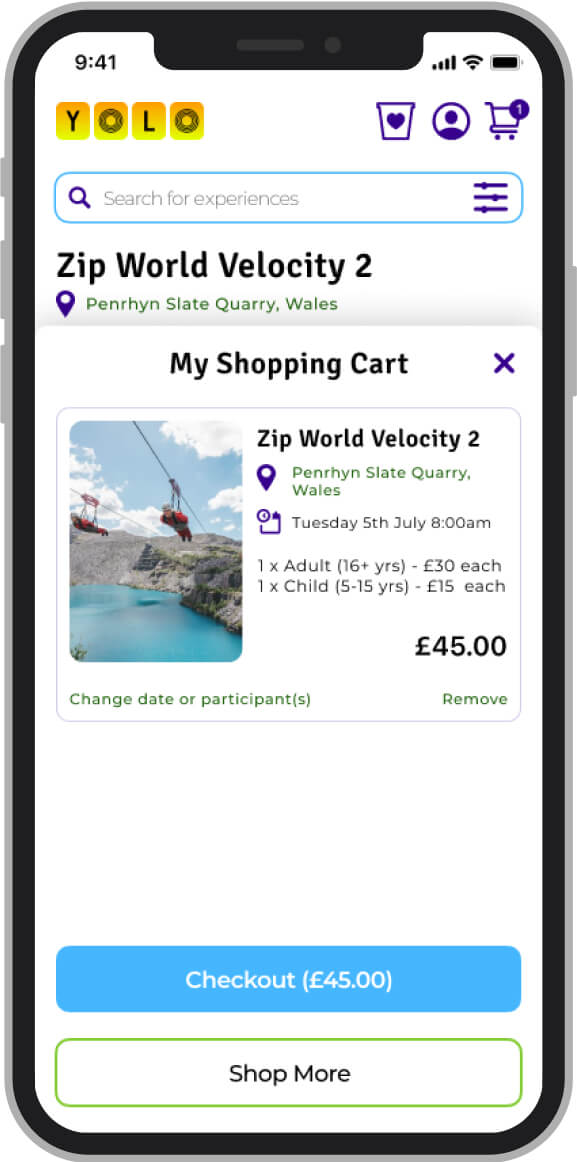 9:41
YOLO
1
Search for experiences
Zip World Velocity 2
Penrhyn Slate Quarry, Wales
My Shopping Cart
Zip World Velocity 2
Penrhyn Slate Quarry,
Wales
Tuesday 5th July 8:00am
1 x Adult (16+ yrs) - £30 each
1 x Child (5-15 yrs) - £15 each
£45.00
Change date or participant(s)
Remove
Checkout (£45.00)
Shop More